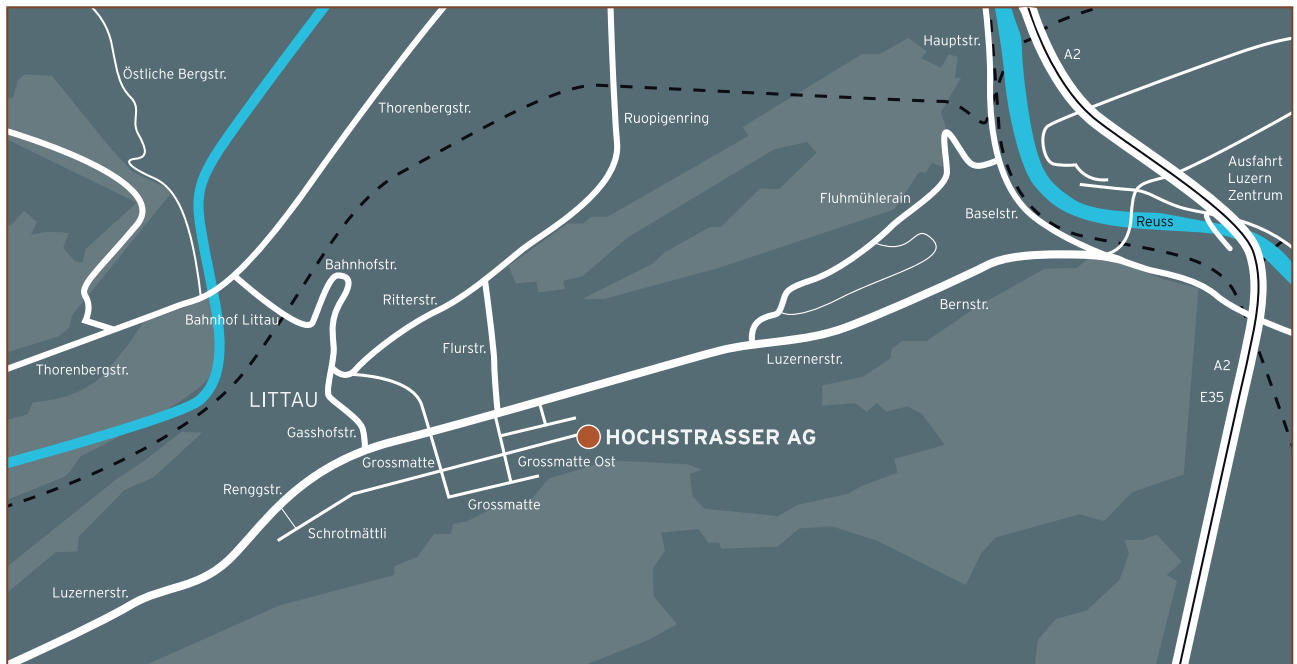 Hauptstr.
A2
Östliche Bergstr.
Thorenbergstr.
Ruopigenring
Ausfahrt
Luzern
Zentrum
Fluhmühlerain
Baselstr.
Reuss
Bahnhofstr.
Ritterstr.
Bernstr.
Bahnhof Littau
Flurstr.
Luzernerstr.
Thorenbergstr.
A2
E35
LITTAU
Gasshofstr.
HOCHSTRASSER AG
Grossmatte
Grossmatte Ost
Renggstr.
Grossmatte
Schrotmättli
Luzernerstr.